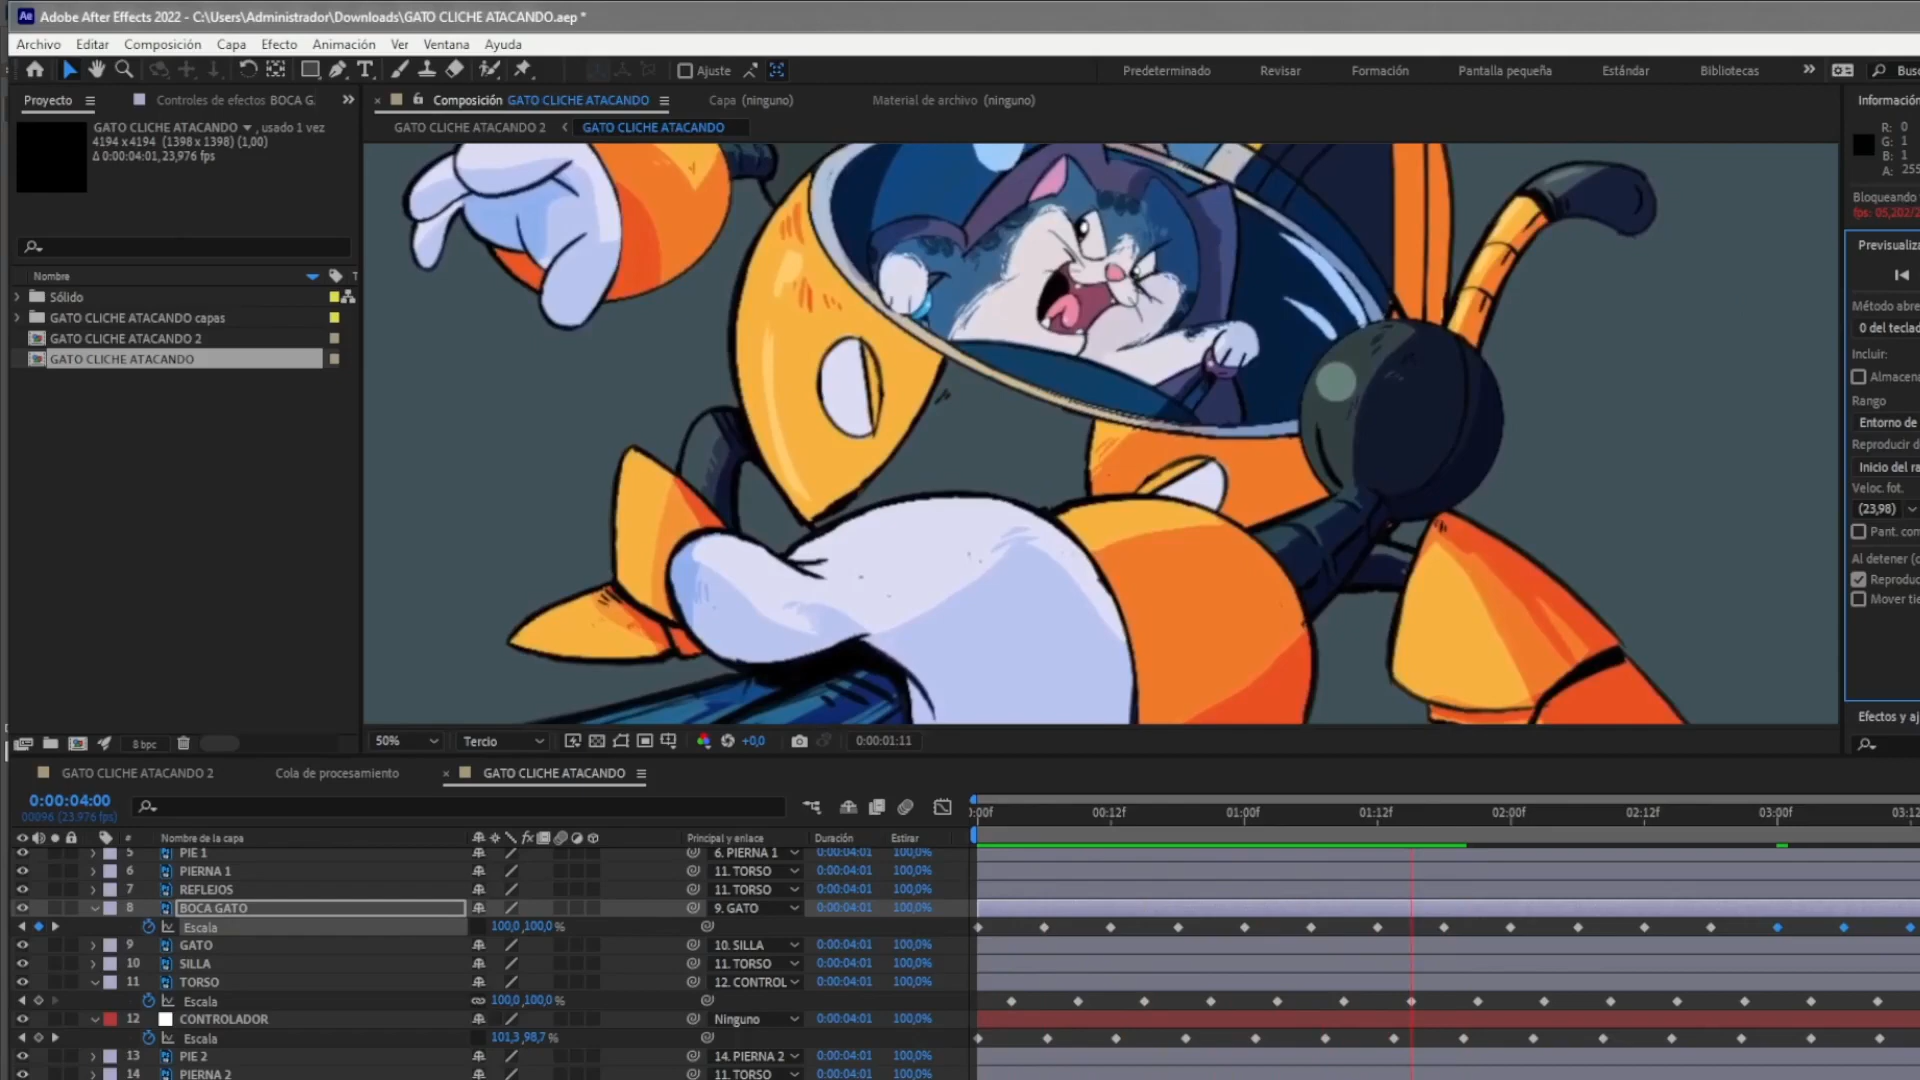 Adobe After Effects 2022 - C:\Users\Administrador\Downloads\GATO CLICHE ATACANDO.aep *
Archivo Editar Composición Capa Efecto Animación Ver Ventana Ayuda
Ajuste Predeterminado Revisar Formación Pantalla pequeña Estándar Bibliotecas
Proyecto Controles de efectos BOCA G Composición GATO CLICHE ATACANDO Capa (ninguno) Material de archivo (ninguno) Información
GATO CLICHE ATACANDO 2 GATO CLICHE ATACANDO
GATO CLICHE ATACANDO , usado 1 vez
4194 x 4194 (1398 x 1398) (1,00)
Δ 0:00:04:01, 23,976 fps
R: 0
G: 1
B: 1
A: 255
Bloqueando
fps: 05,202/2
Previsualiza
Nombre
Sólido
GATO CLICHE ATACANDO capas
GATO CLICHE ATACANDO 2
GATO CLICHE ATACANDO
Método abre
0 del teclad
Incluir:
Almacena
Rango
Entorno de
Reproducir d
Inicio del ra
Veloc. fot.
(23,98)
Pant. con
Al detener (c
Reproduc
Mover tie
Efectos y aj
8 bpc 50% Tercio +0,0 0:00:01:11
GATO CLICHE ATACANDO 2 Cola de procesamiento GATO CLICHE ATACANDO
0:00:04:00
00096 (23.976 fps)
:00f 00:12f 01:00f 01:12f 02:00f 02:12f 03:00f 03:12
# Nombre de la capa fx Principal y enlace Duración Estirar
5 PIE 1 6. PIERNA 1 0:00:04:01 100,0%
6 PIERNA 1 11. TORSO 0:00:04:01 100,0%
7 REFLEJOS 11. TORSO 0:00:04:01 100,0%
8 BOCA GATO 9. GATO 0:00:04:01 100,0%
Escala 100,0 ,100,0 %
9 GATO 10. SILLA 0:00:04:01 100,0%
10 SILLA 11. TORSO 0:00:04:01 100,0%
11 TORSO 12. CONTROL 0:00:04:01 100,0%
Escala 100,0 ,100,0 %
12 CONTROLADOR Ninguno 0:00:04:01 100,0%
Escala 101,3 ,98,7 %
13 PIE 2 14. PIERNA 2 0:00:04:01 100,0%
14 PIERNA 2 11. TORSO 0:00:04:01 100,0%